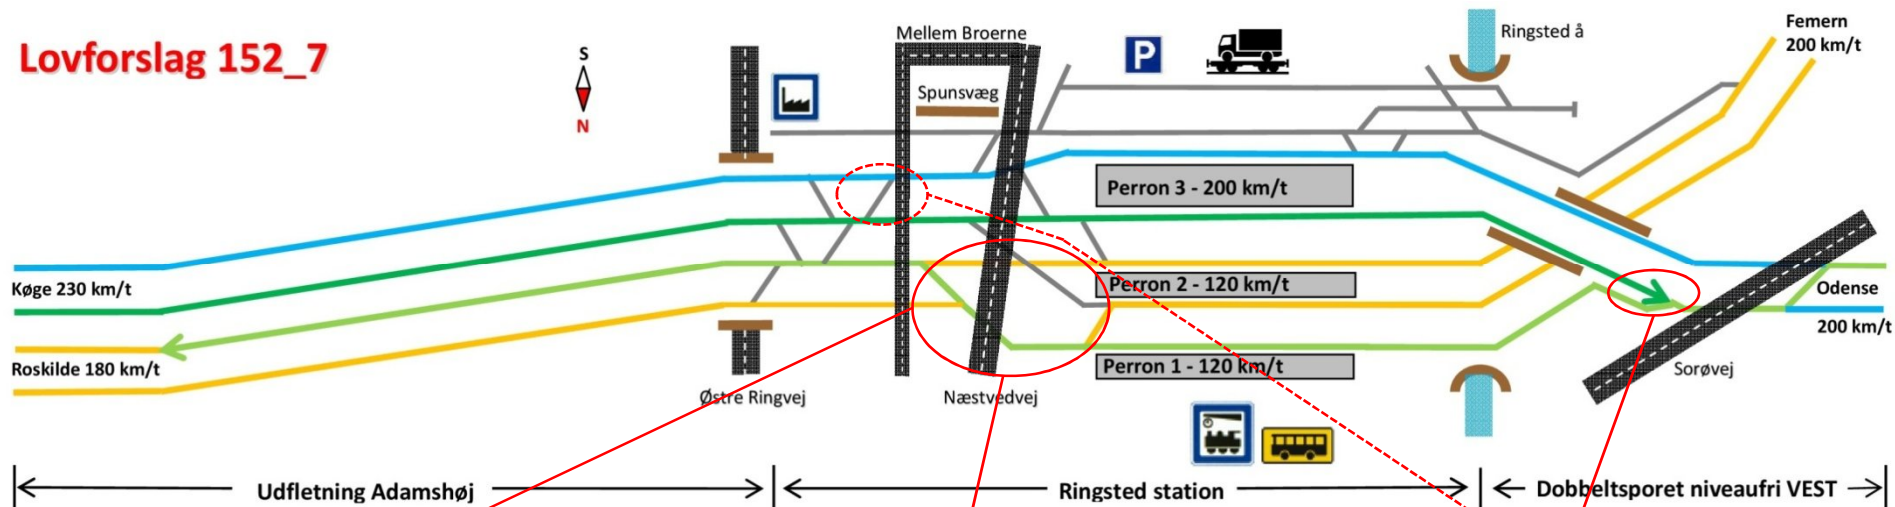 Lovforslag 152_7
S
N
Mellem Broerne
Spunsvæg
P
Ringsted å
Femern
200 km/t
Perron 3 - 200 km/t
Køge 230 km/t
Perron 2 - 120 km/t
Odense
200 km/t
Roskilde 180 km/t
Perron 1 - 120 km/t
Sorøvej
Østre Ringvej
Næstvedvej
Udfletning Adamshøj
Ringsted station
Dobbeltsporet niveaufri VEST